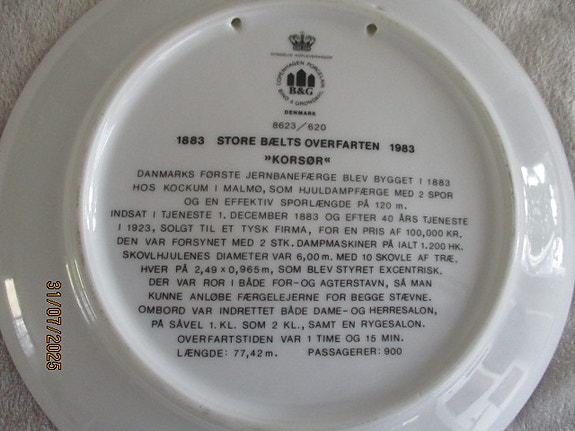 KONGELIG HOFLEVERANDØR
COPENHAGEN PORCELAIN
B&G
BING & GRØNDAHL
DENMARK
8623/620
1883 STORE BÆLTS OVERFARTEN 1983
»KORSØR«
DANMARKS FØRSTE JERNBANEFÆRGE BLEV BYGGET I 1883
HOS KOCKUM I MALMØ, SOM HJULDAMPFÆRGE MED 2 SPOR
OG EN EFFEKTIV SPORLÆNGDE PÅ 120 m.
INDSAT I TJENESTE 1. DECEMBER 1883 OG EFTER 40 ÅRS TJENESTE
I 1923, SOLGT TIL ET TYSK FIRMA, FOR EN PRIS AF 100,000 KR.
DEN VAR FORSYNET MED 2 STK. DAMPMASKINER PÅ IALT 1.200 HK.
SKOVLHJULENES DIAMETER VAR 6,00 m. MED 10 SKOVLE AF TRÆ,
HVER PÅ 2,49 x 0,965 m, SOM BLEV STYRET EXCENTRISK.
DER VAR ROR I BÅDE FOR- OG AGTERSTAVN, SÅ MAN
KUNNE ANLØBE FÆRGELEJERNE FOR BEGGE STÆVNE.
OMBORD VAR INDRETTET BÅDE DAME- OG HERRESALON,
PÅ SÅVEL 1. KL. SOM 2 KL., SAMT EN RYGESALON.
OVERFARTSTIDEN VAR 1 TIME OG 15 MIN.
LÆNGDE: 77,42 m. PASSAGERER: 900
31/07/2025